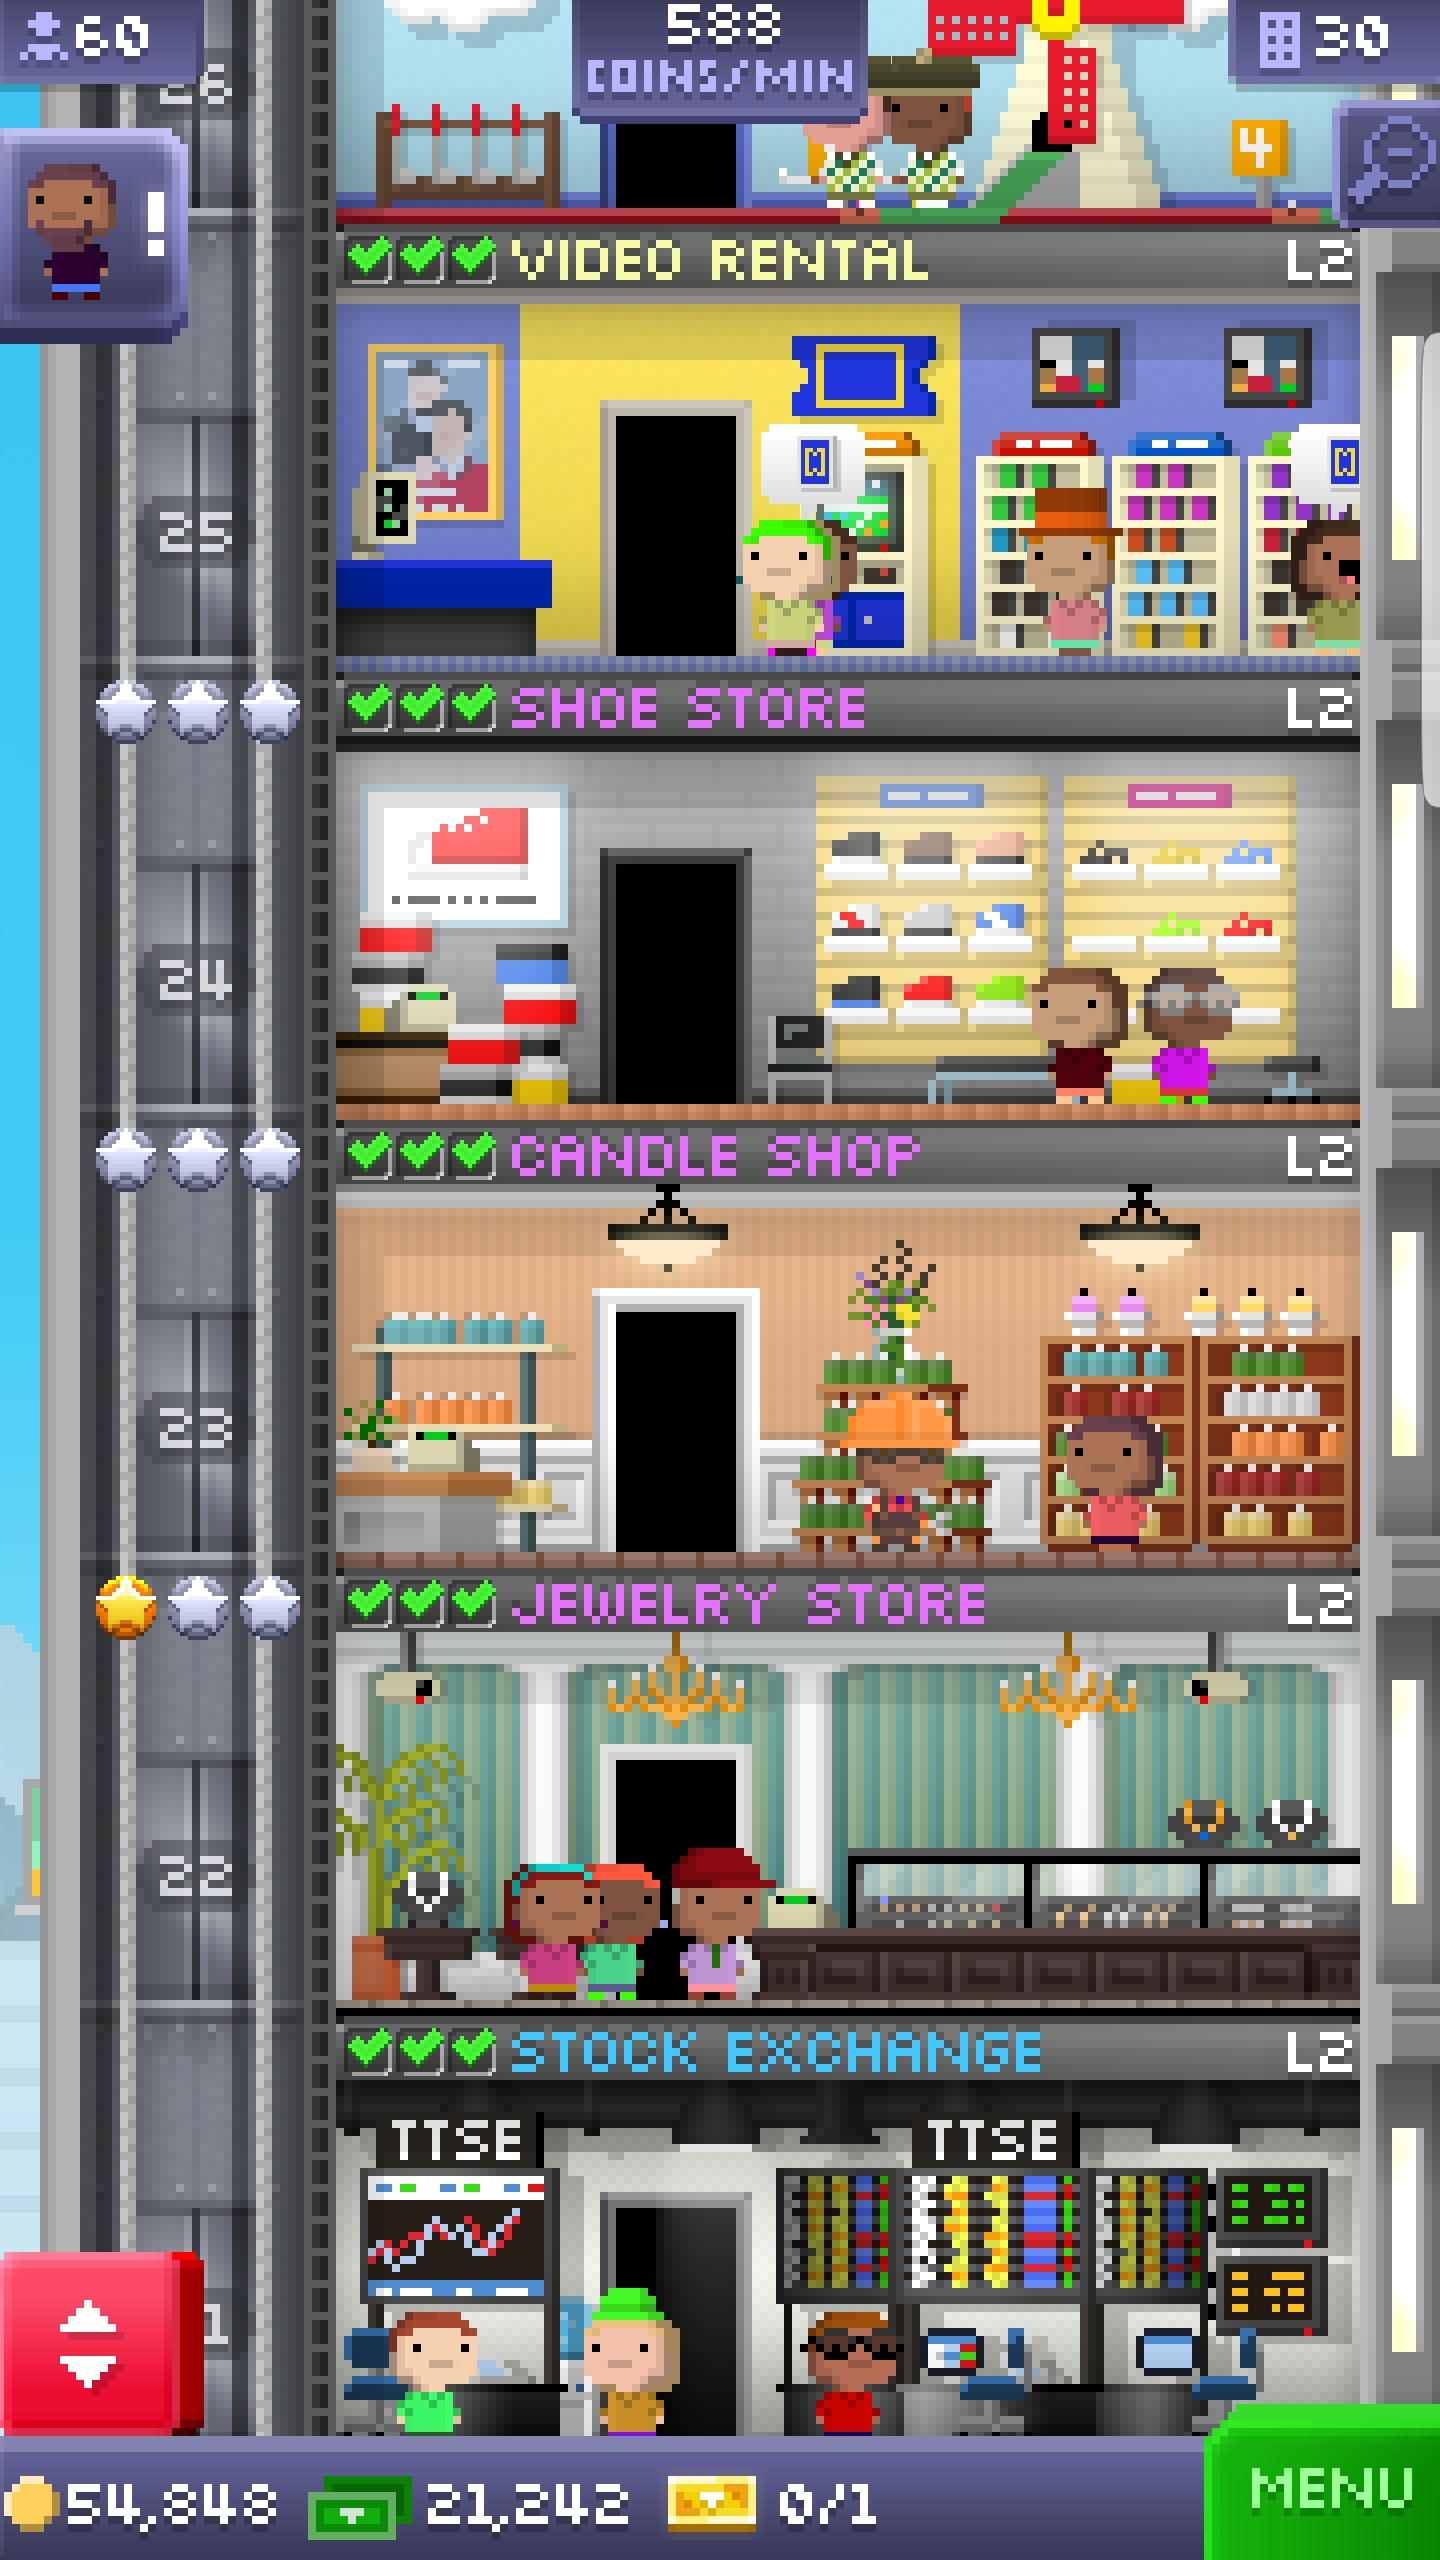 60
588
COINS/MIN
30
26
4
!
VIDEO RENTAL L2
25
SHOE STORE L2
24
CANDLE SHOP L2
23
JEWELRY STORE L2
22
STOCK EXCHANGE L2
TTSE TTSE
54,848 21,242 0/1
MENU